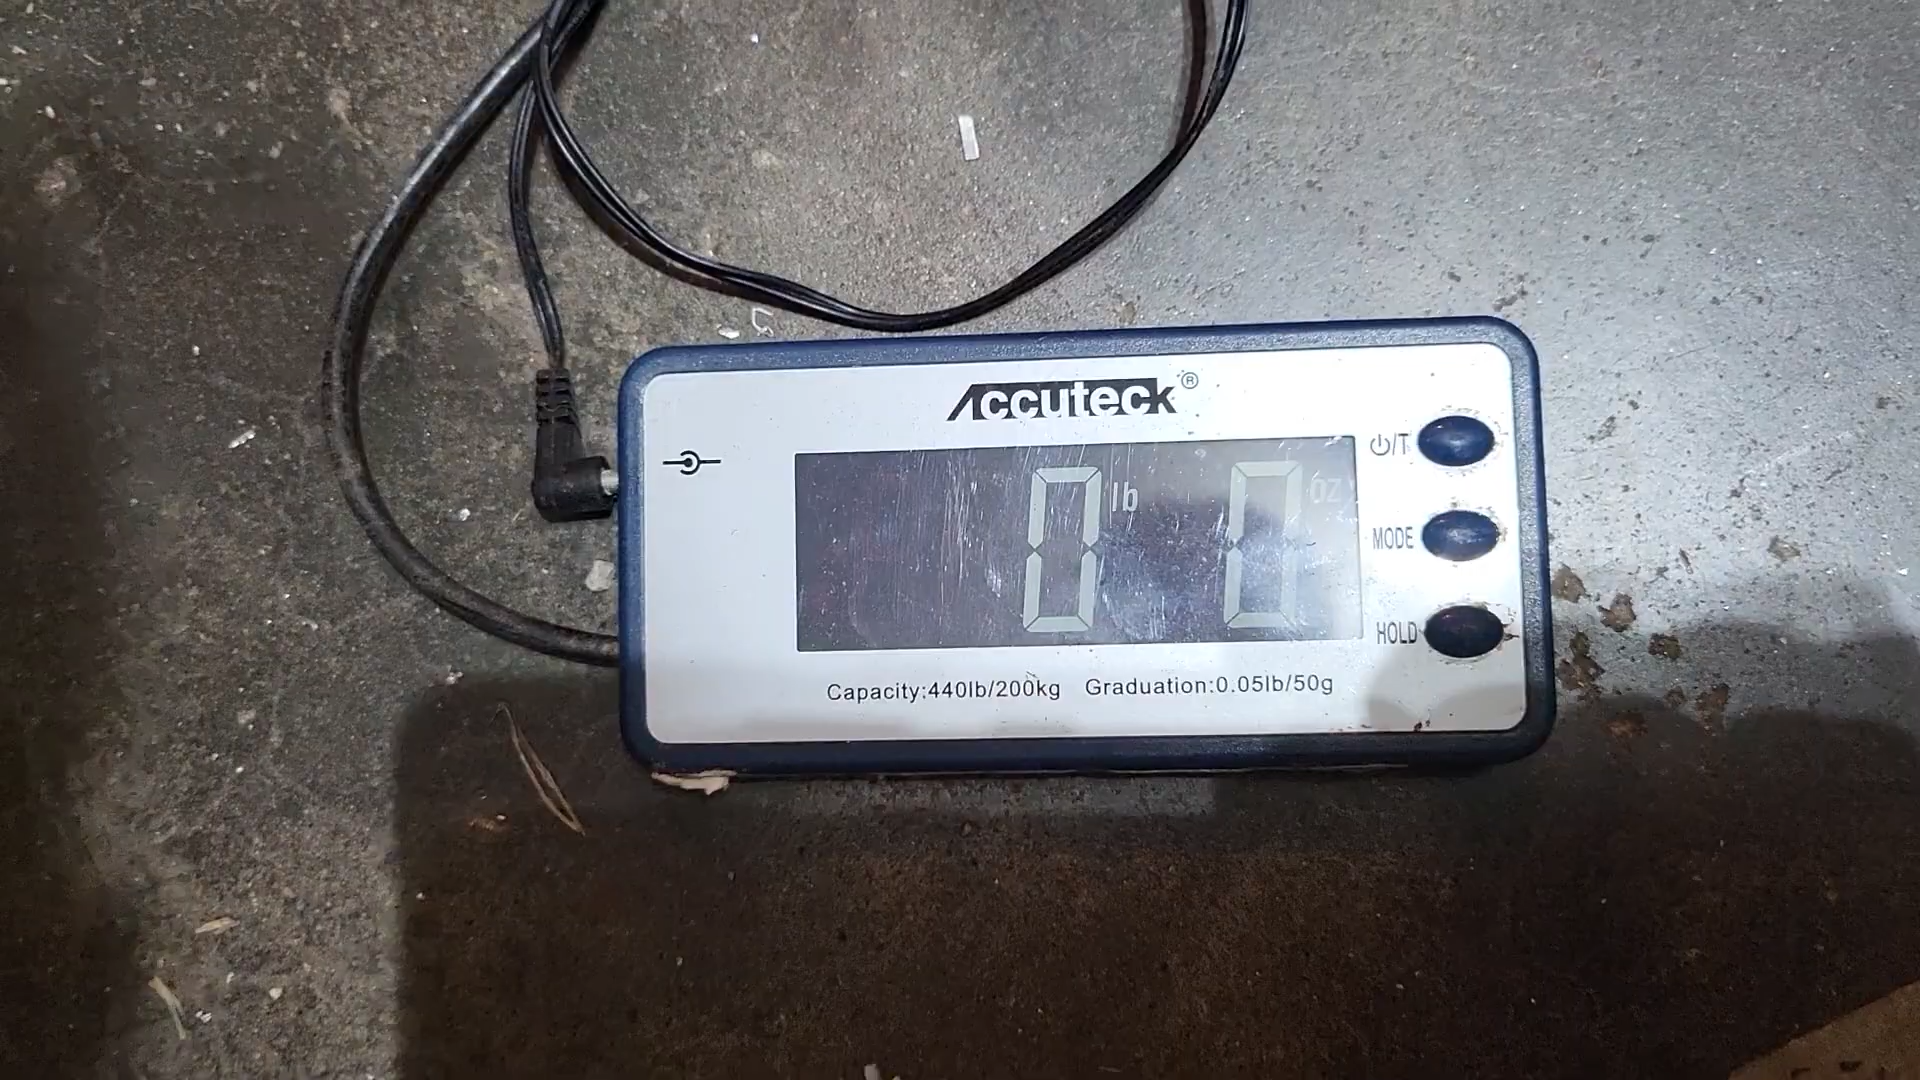 Accuteck®
⏻/T
0 lb 0 oz
MODE
HOLD
Capacity:440lb/200kg Graduation:0.05lb/50g